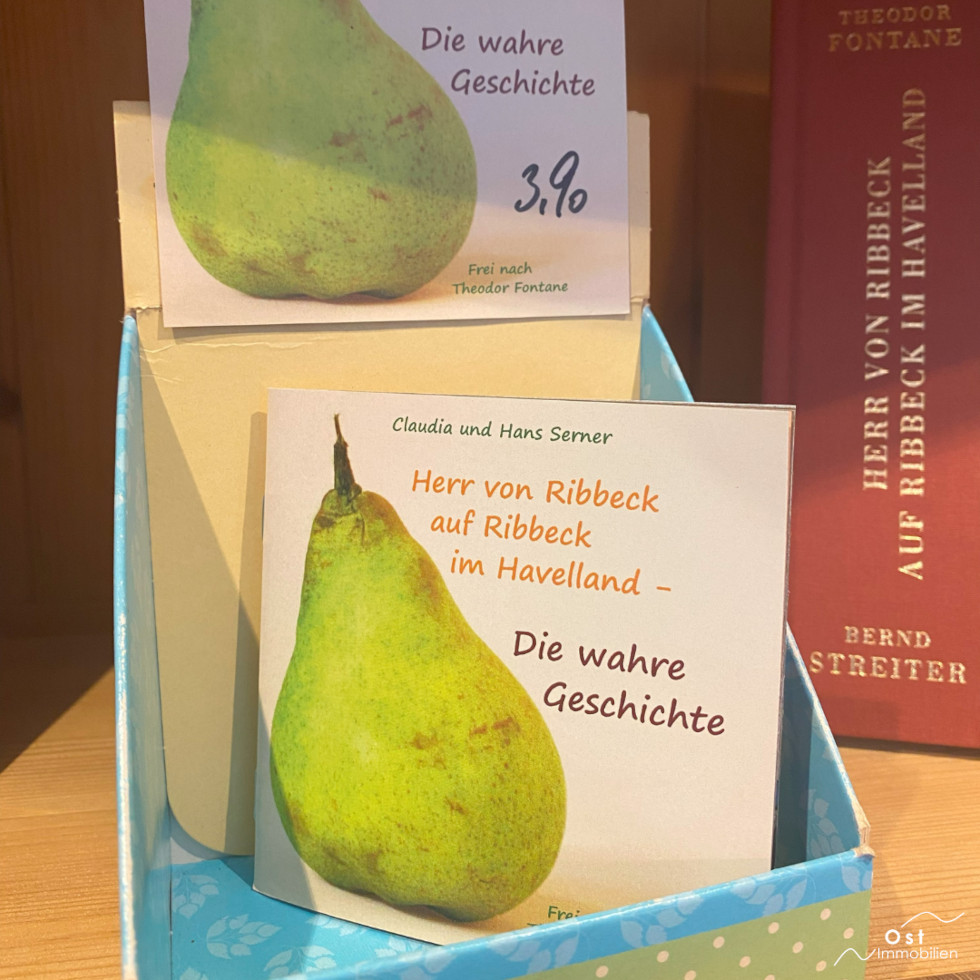 Die wahre
Geschichte
3,90
Frei nach
Theodor Fontane
Claudia und Hans Serner
Herr von Ribbeck
auf Ribbeck
im Havelland –
Die wahre
Geschichte
Frei
THEODOR
FONTANE
HERR VON RIBBECK
AUF RIBBECK IM HAVELLAND
BERND
STREITER
Ost
Immobilien